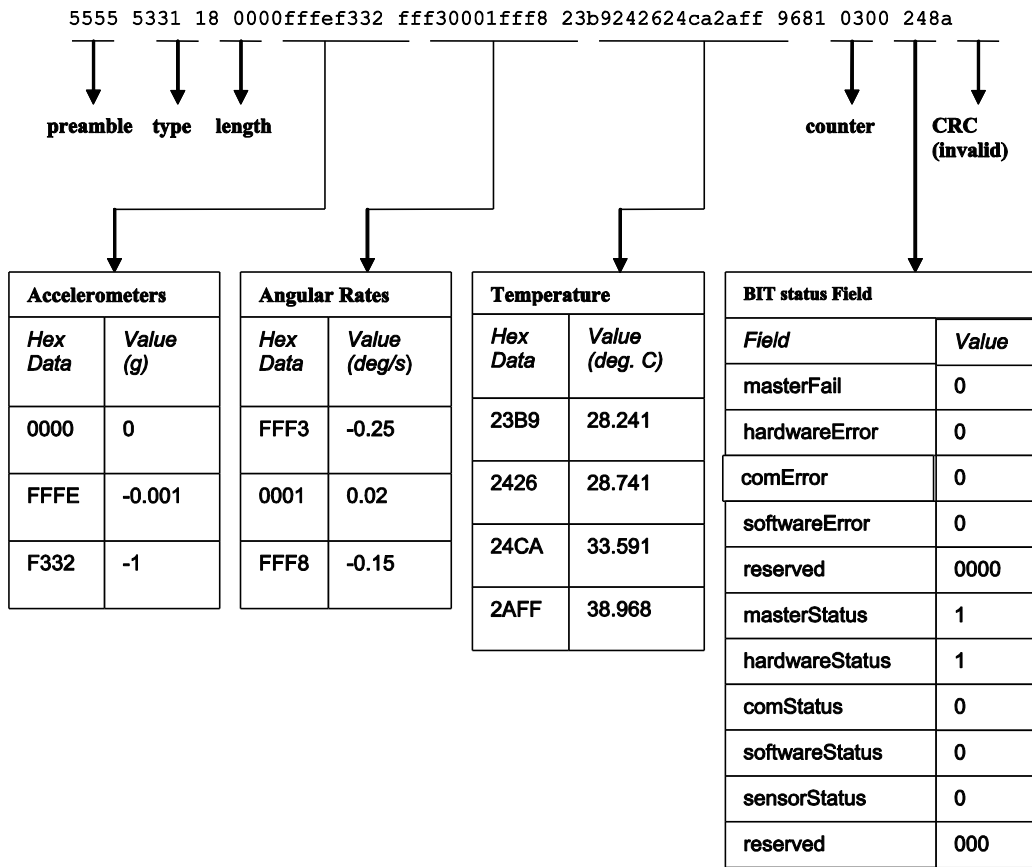 5555 5331 18 0000fffef332 fff30001fff8 23b9242624ca2aff 9681 0300 248a
preamble type length counter CRC
(invalid)
Accelerometers
Hex Data Value (g)
0000 0
FFFE -0.001
F332 -1
Angular Rates
Hex Data Value (deg/s)
FFF3 -0.25
0001 0.02
FFF8 -0.15
Temperature
Hex Data Value (deg. C)
23B9 28.241
2426 28.741
24CA 33.591
2AFF 38.968
BIT status Field
Field Value
masterFail 0
hardwareError 0
comError 0
softwareError 0
reserved 0000
masterStatus 1
hardwareStatus 1
comStatus 0
softwareStatus 0
sensorStatus 0
reserved 000